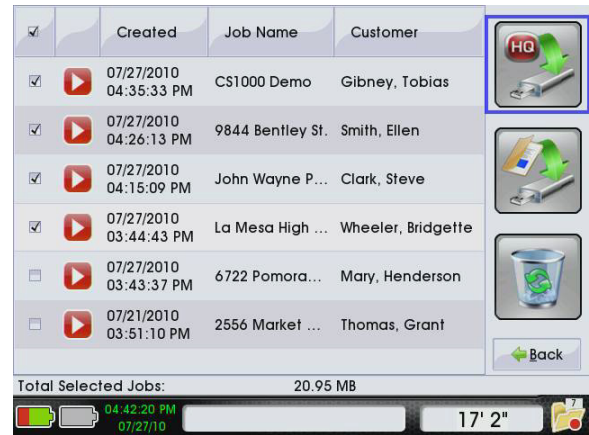 Created Job Name Customer
HQ
07/27/2010
04:35:33 PM
CS1000 Demo Gibney, Tobias
07/27/2010
04:26:13 PM
9844 Bentley St. Smith, Ellen
07/27/2010
04:15:09 PM
John Wayne P... Clark, Steve
07/27/2010
03:44:43 PM
La Mesa High ... Wheeler, Bridgette
07/27/2010
03:43:37 PM
6722 Pomora... Mary, Henderson
07/21/2010
03:51:10 PM
2556 Market ... Thomas, Grant
Back
Total Selected Jobs: 20.95 MB
04:42:20 PM
07/27/10
17' 2"
7